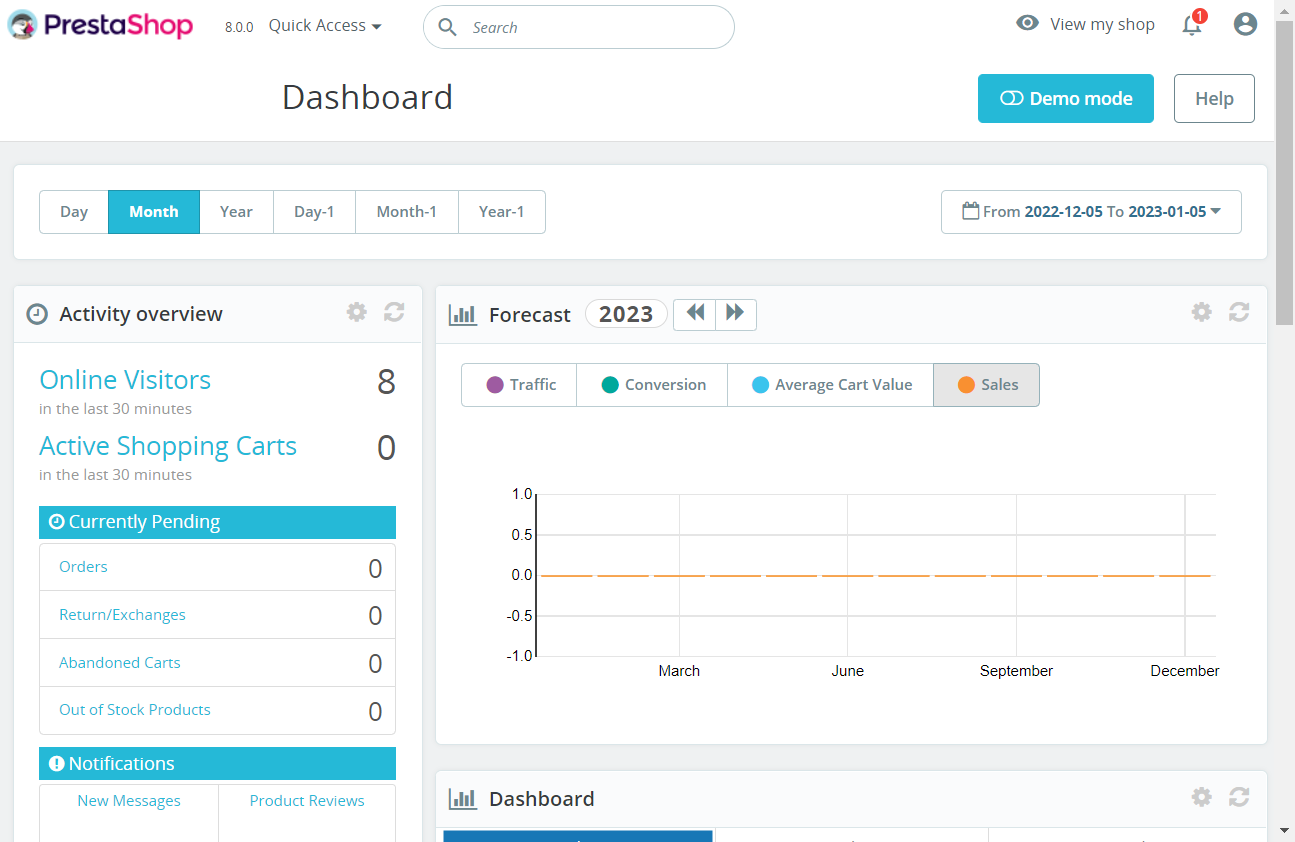 PrestaShop 8.0.0 Quick Access Search View my shop 1
Dashboard Demo mode Help
Day Month Year Day-1 Month-1 Year-1 From 2022-12-05 To 2023-01-05
Activity overview
Online Visitors 8
in the last 30 minutes
Active Shopping Carts 0
in the last 30 minutes
Currently Pending
Orders 0
Return/Exchanges 0
Abandoned Carts 0
Out of Stock Products 0
Notifications
New Messages Product Reviews
Forecast 2023
Traffic Conversion Average Cart Value Sales
1.0
0.5
0.0
-0.5
-1.0
March June September December
Dashboard